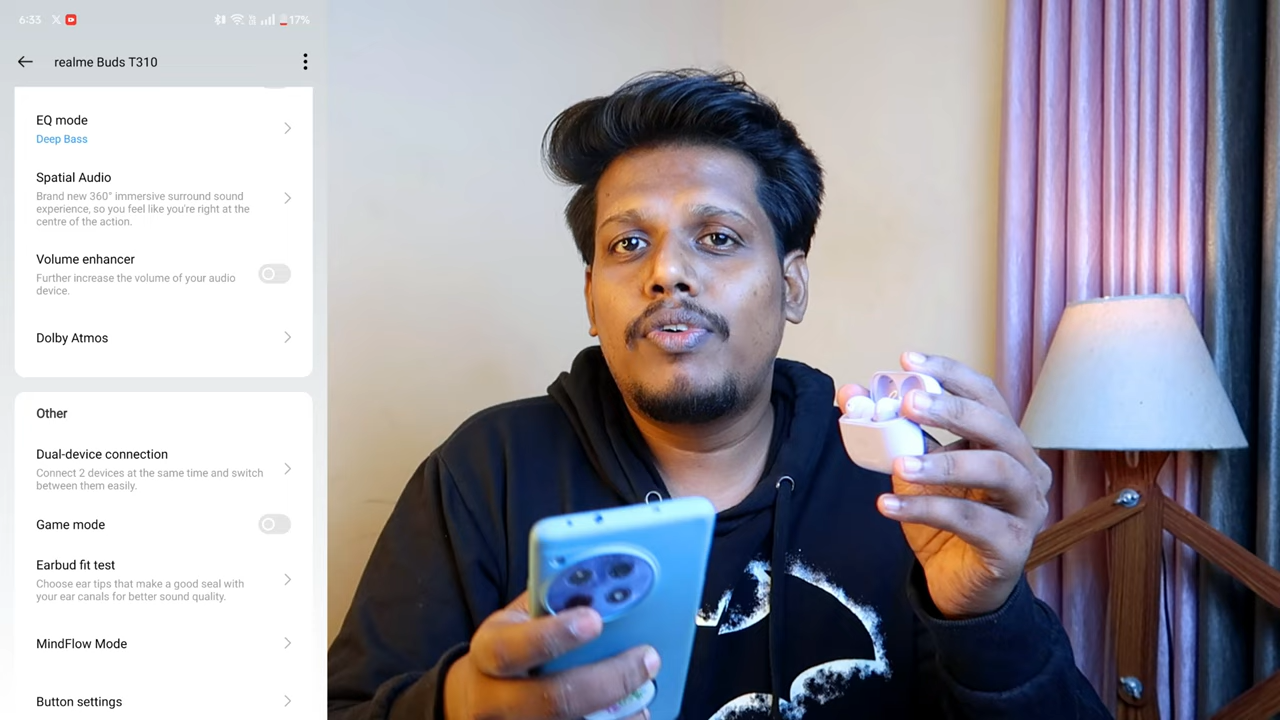 6:33
17%
realme Buds T310
EQ mode
Deep Bass
Spatial Audio
Brand new 360° immersive surround sound
experience, so you feel like you're right at the
centre of the action.
Volume enhancer
Further increase the volume of your audio
device.
Dolby Atmos
Other
Dual-device connection
Connect 2 devices at the same time and switch
between them easily.
Game mode
Earbud fit test
Choose ear tips that make a good seal with
your ear canals for better sound quality.
MindFlow Mode
Button settings